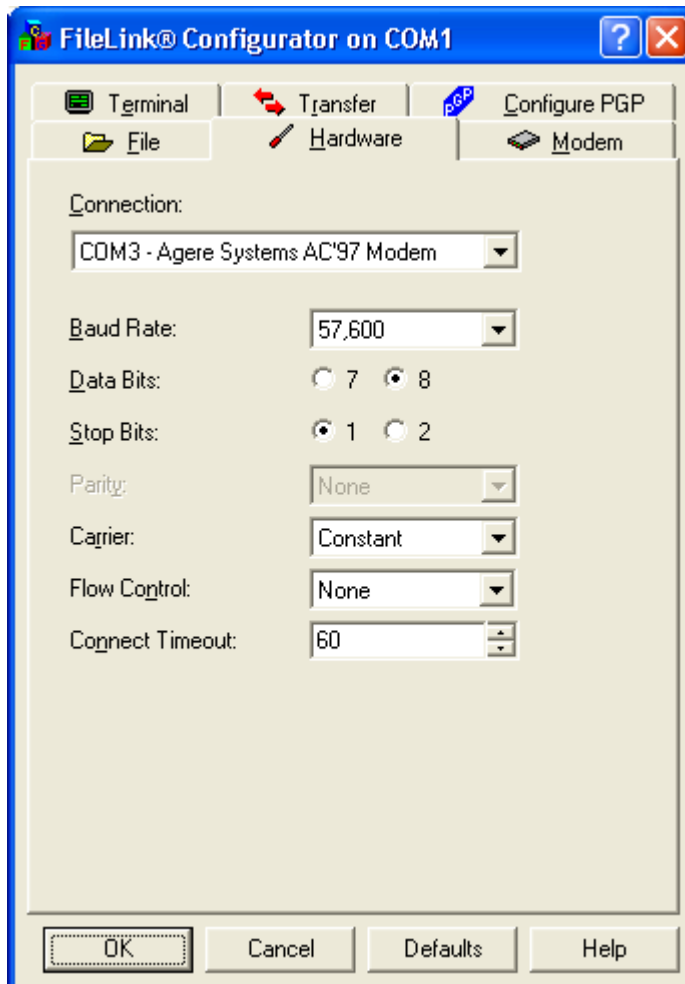 FileLink® Configurator on COM1
Terminal Transfer PGP Configure PGP
File Hardware Modem
Connection:
COM3 - Agere Systems AC'97 Modem
Baud Rate: 57,600
Data Bits: 7 8
Stop Bits: 1 2
Parity: None
Carrier: Constant
Flow Control: None
Connect Timeout: 60
OK Cancel Defaults Help